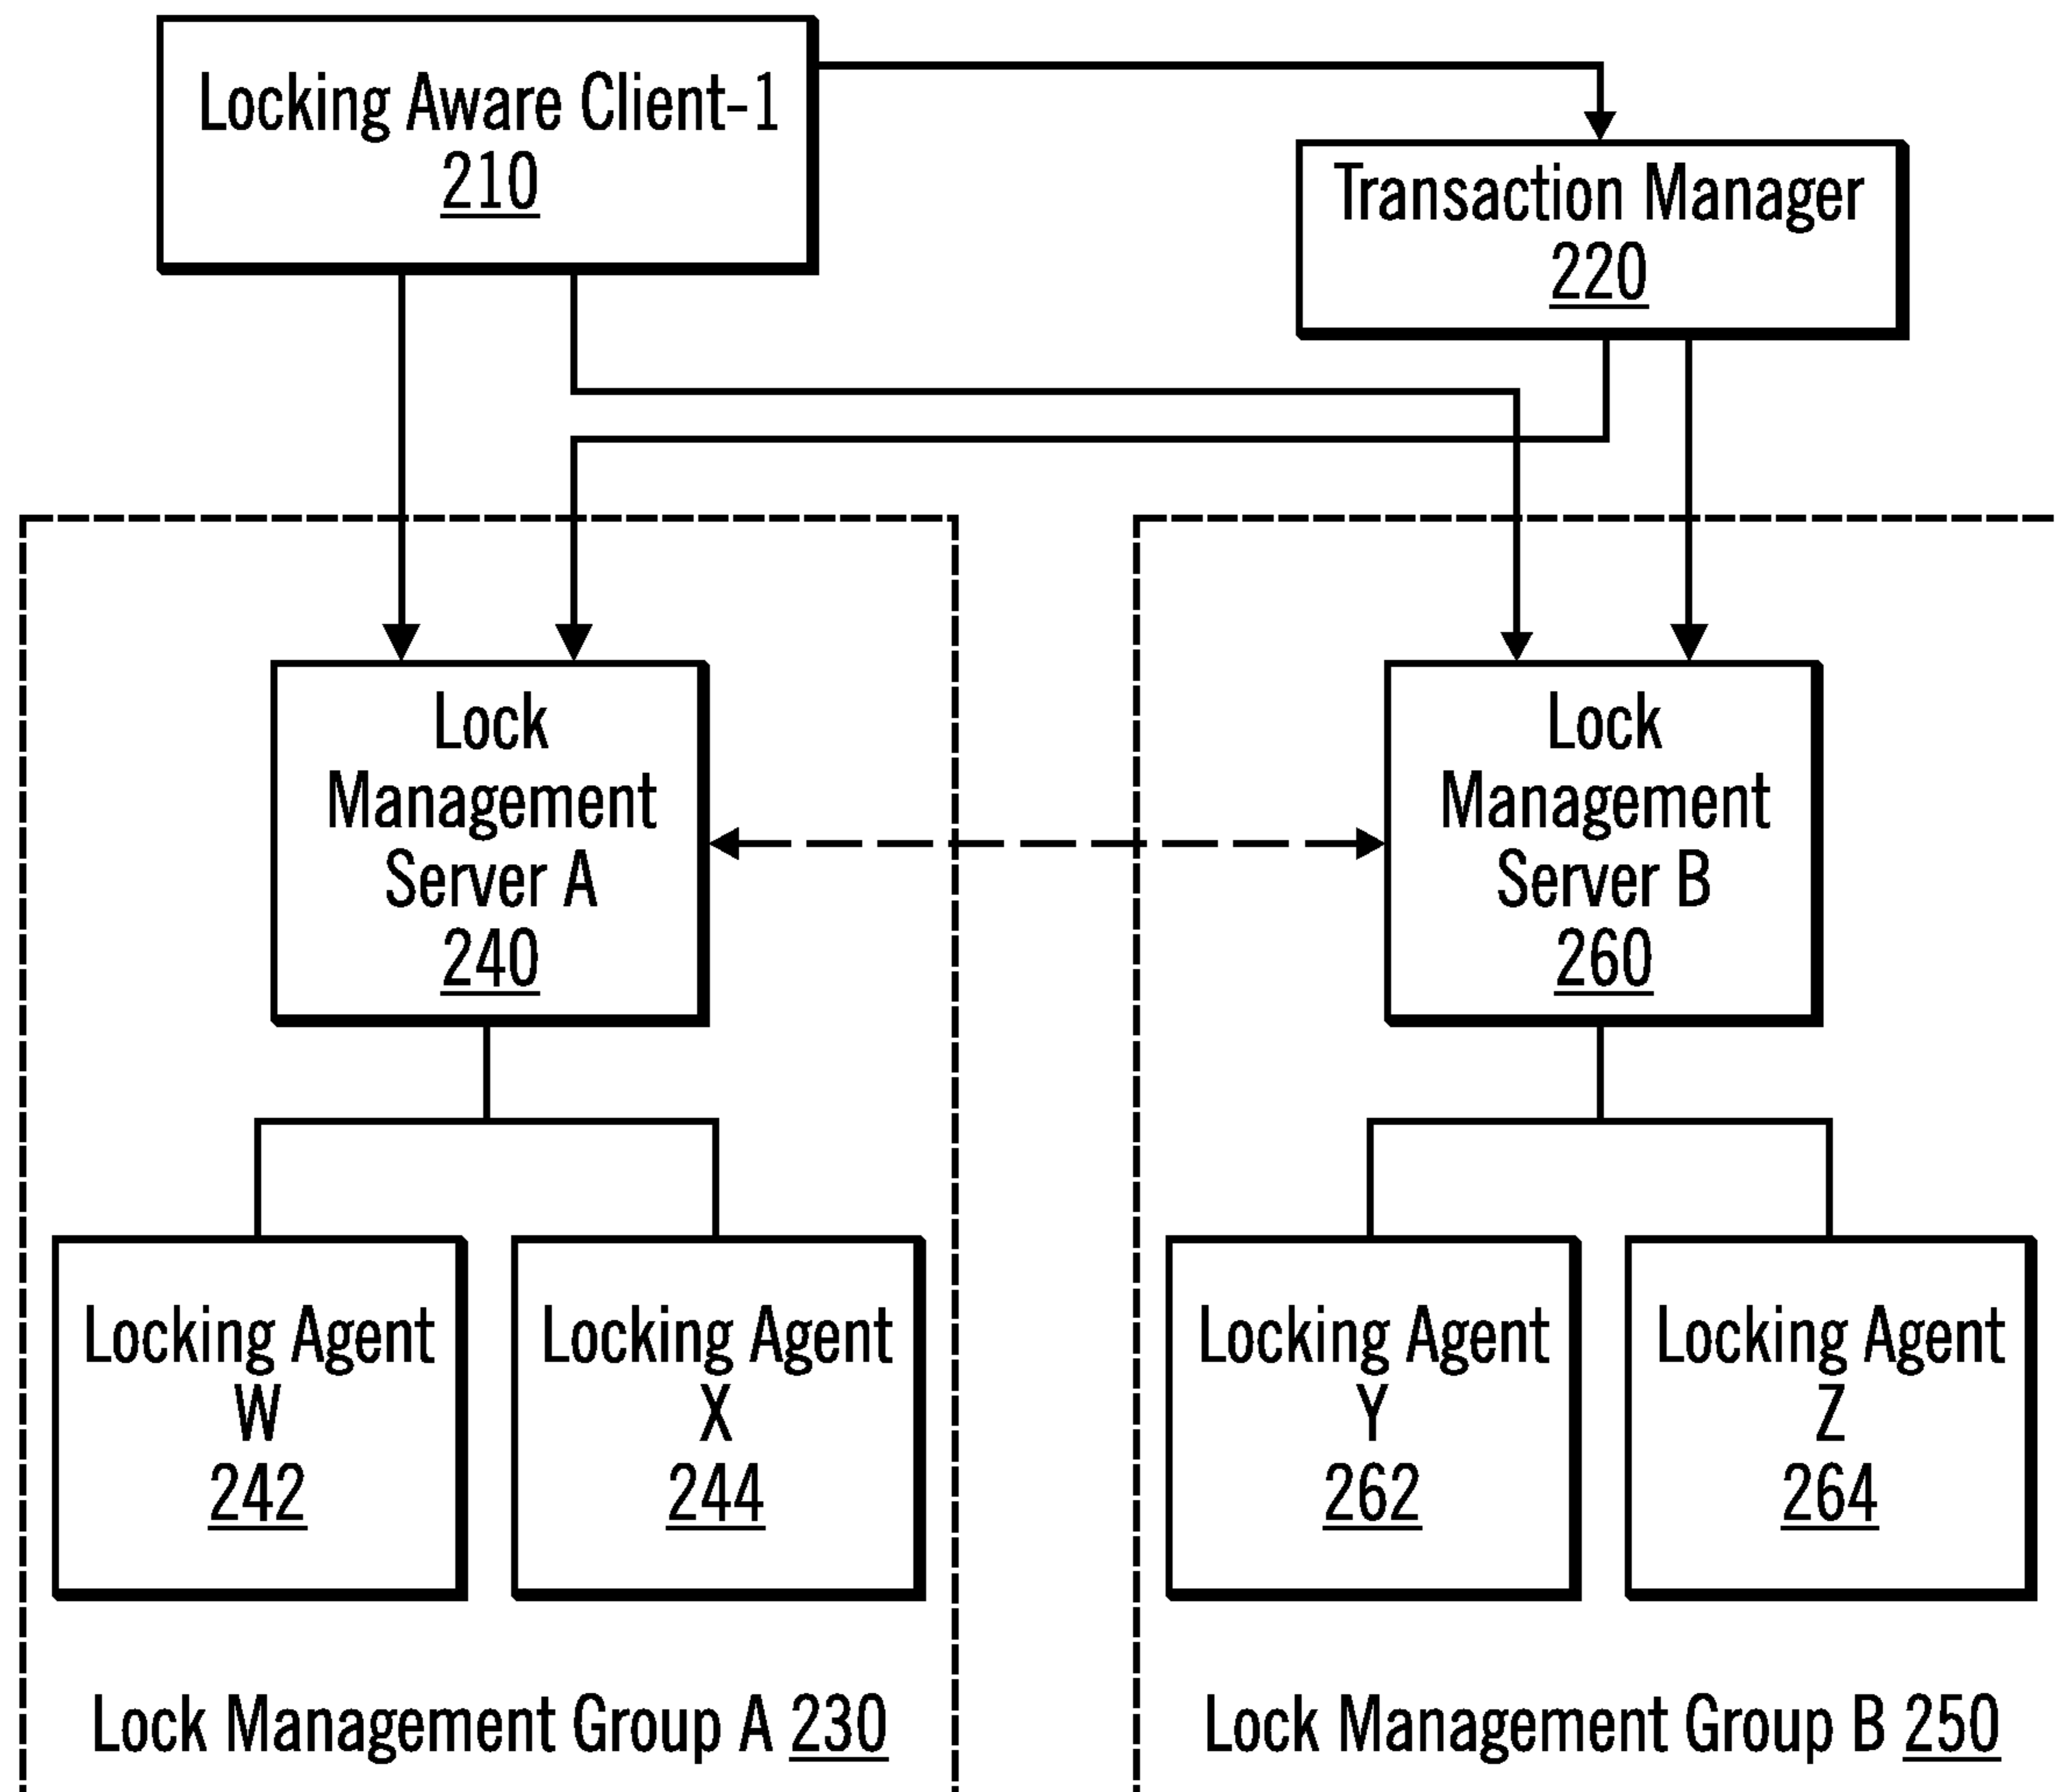 Locking Aware Client-1
210
Transaction Manager
220
Lock
Management
Server A
240
Lock
Management
Server B
260
Locking Agent
W
242
Locking Agent
X
244
Locking Agent
Y
262
Locking Agent
Z
264
Lock Management Group A 230
Lock Management Group B 250